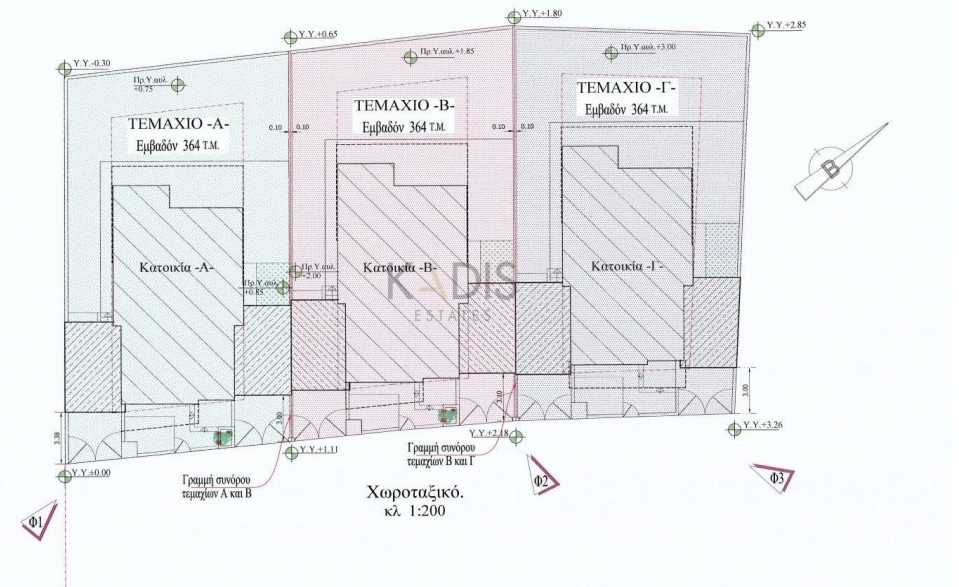 Υ.Υ.+1.80
Υ.Υ.+2.85
Υ.Υ.+0.65
Υ.Υ.-0.30
Πρ.Υ.αυλ.+1.85
Πρ.Υ.αυλ.+3.00
Πρ.Υ.αυλ.
+0.75
ΤΕΜΑΧΙΟ -Α-
Εμβαδόν 364 Τ.Μ.
ΤΕΜΑΧΙΟ -Β-
Εμβαδόν 364 Τ.Μ.
ΤΕΜΑΧΙΟ -Γ-
Εμβαδόν 364 Τ.Μ.
0.10
0.10
0.10
0.10
Β
Κατοικία -Α-
Κατοικία -Β-
Κατοικία -Γ-
Πρ.Υ.αυλ.
+2.00
Πρ.Υ.αυλ.
+0.85
KADIS
ESTATES
3.38
3.00
3.10
3.00
Υ.Υ.±0.00
Υ.Υ.+1.11
Υ.Υ.+2.18
Υ.Υ.+3.26
Γραμμή συνόρου
τεμαχίων Α και Β
Γραμμή συνόρου
τεμαχίων Β και Γ
Φ1
Φ2
Φ3
Χωροταξικό.
κλ 1:200